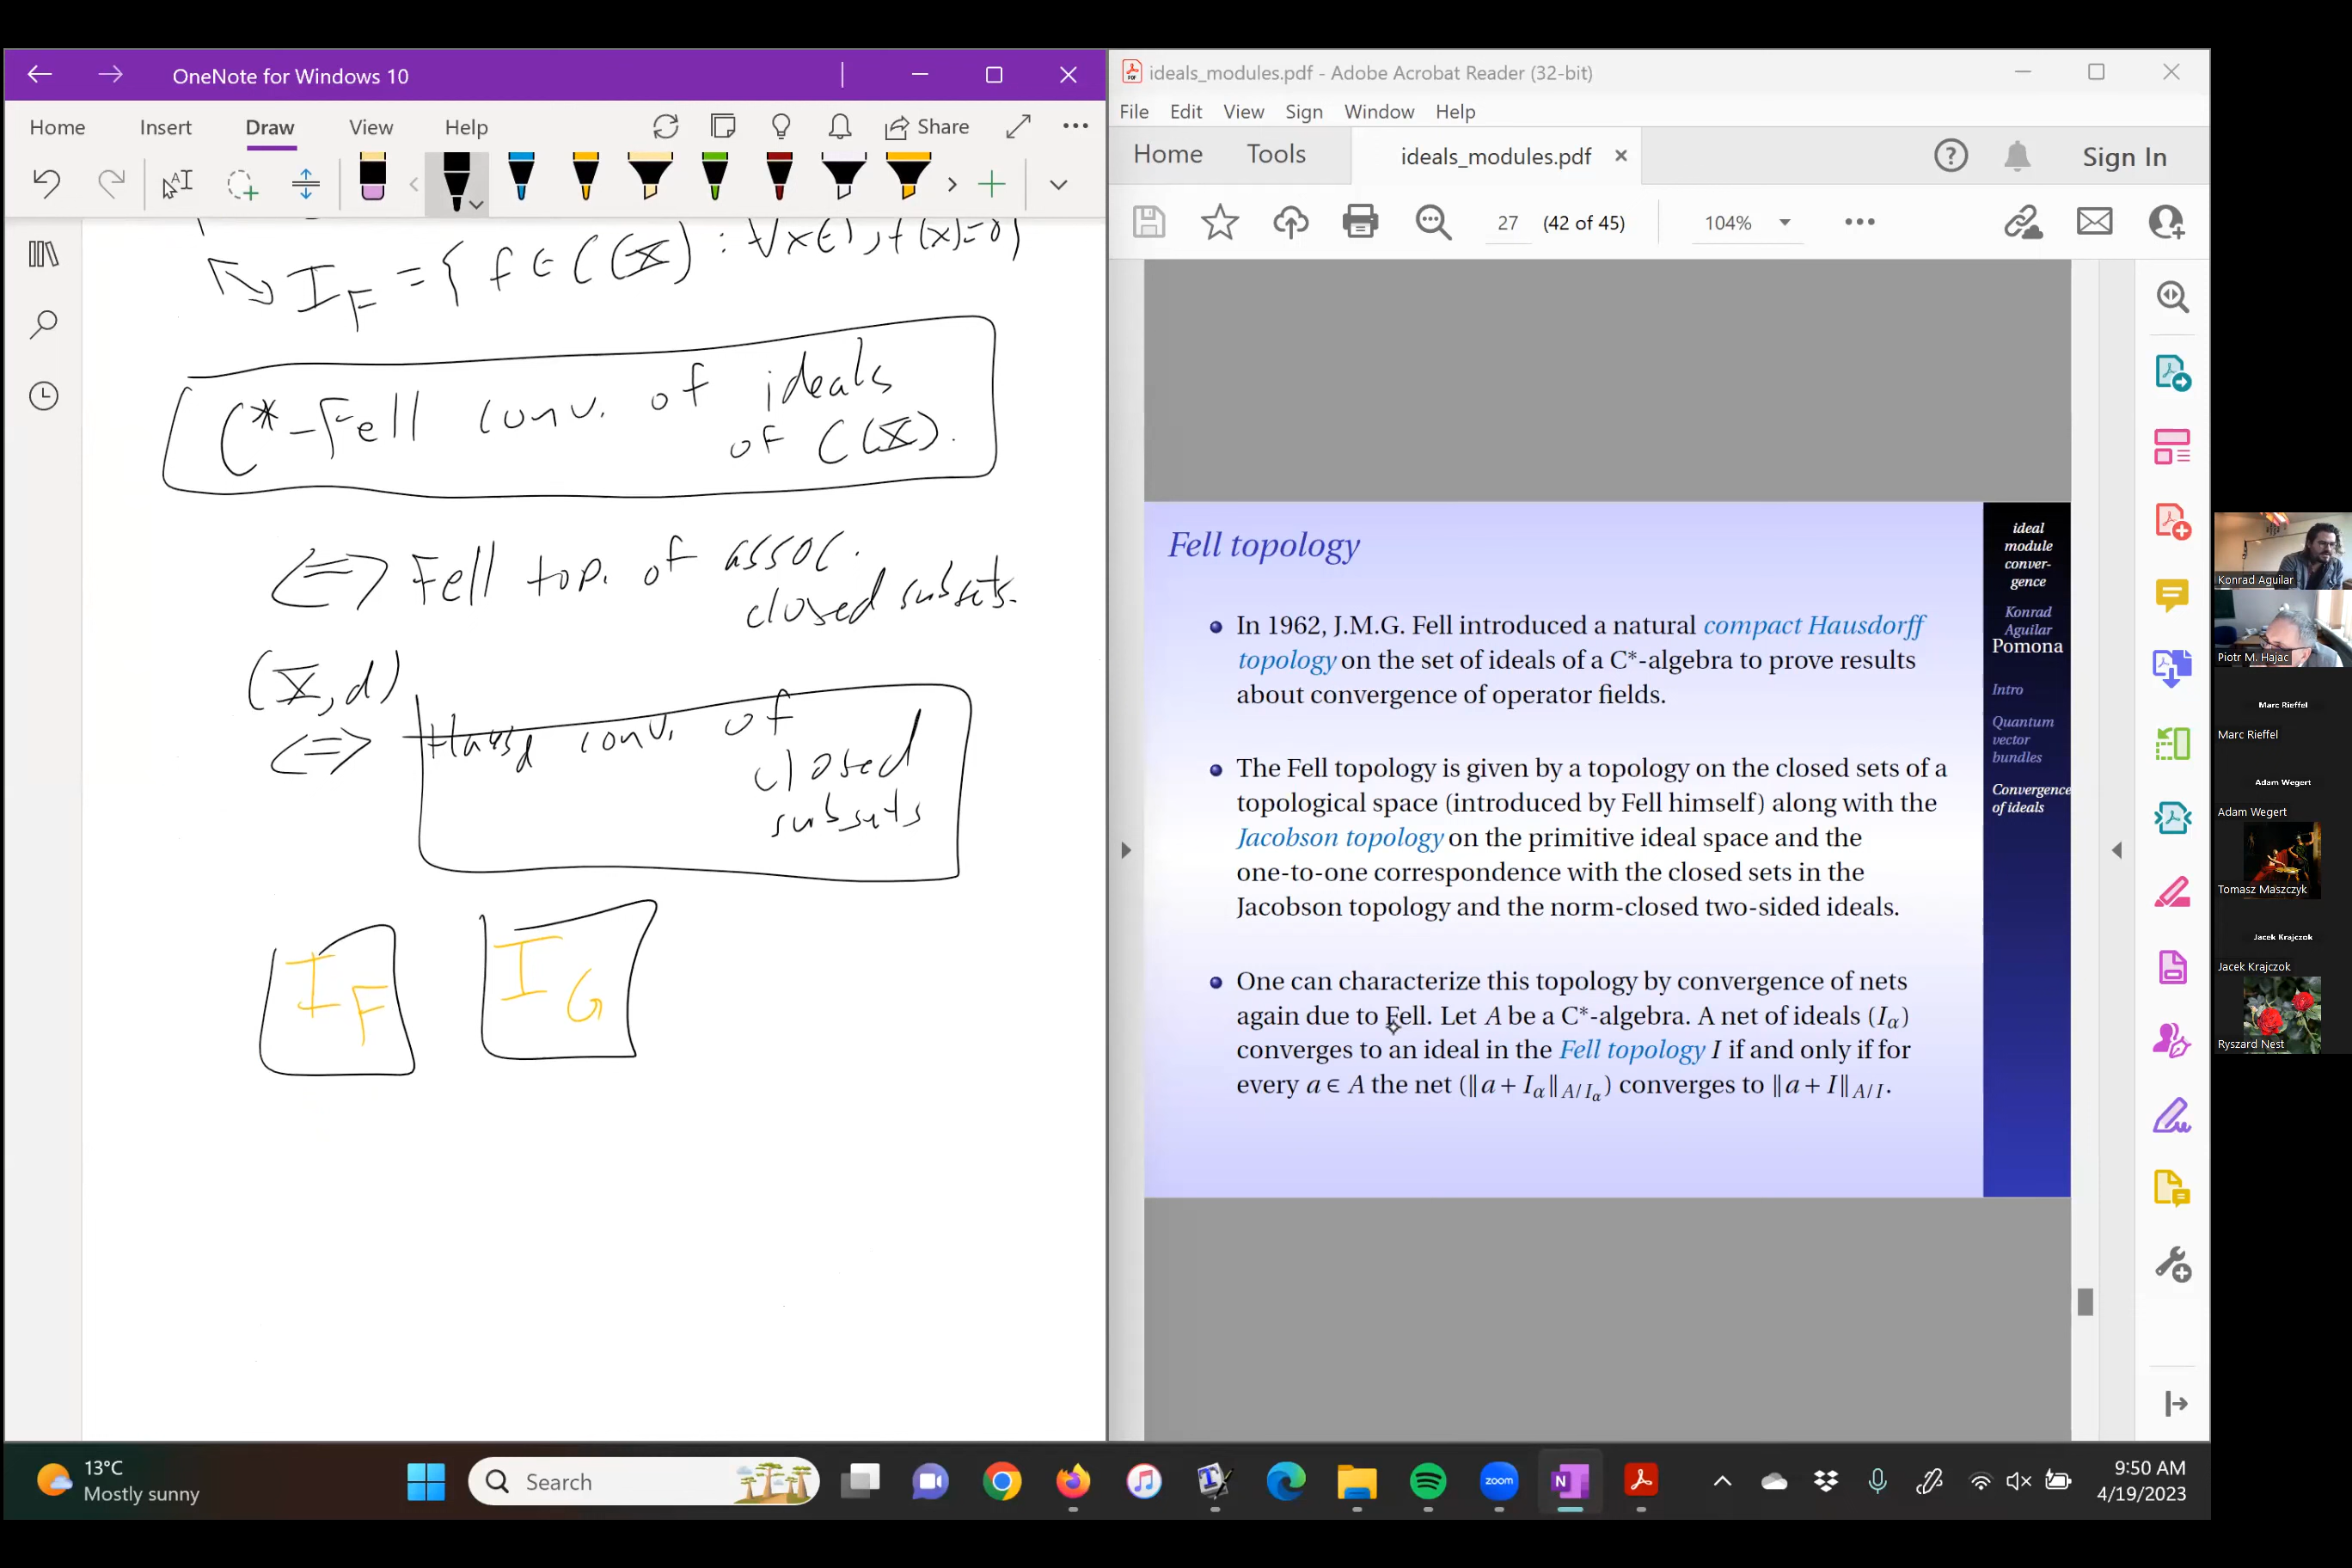 OneNote for Windows 10
Home Insert Draw View Help Share
I_F = { f ∈ C(X) : ∀x∈ , f(x)=0 }
C*-Fell conv. of ideals
of C(X).
<=> Fell top. of assoc.
closed subsets.
(X, d)
<=> Haus_d conv. of
closed
subsets
I_F I_G
ideals_modules.pdf - Adobe Acrobat Reader (32-bit)
File Edit View Sign Window Help
Home Tools ideals_modules.pdf × Sign In
27 (42 of 45) 104%
Fell topology
In 1962, J.M.G. Fell introduced a natural compact Hausdorff
topology on the set of ideals of a C*-algebra to prove results
about convergence of operator fields.
The Fell topology is given by a topology on the closed sets of a
topological space (introduced by Fell himself) along with the
Jacobson topology on the primitive ideal space and the
one-to-one correspondence with the closed sets in the
Jacobson topology and the norm-closed two-sided ideals.
One can characterize this topology by convergence of nets
again due to Fell. Let A be a C*-algebra. A net of ideals (I_α)
converges to an ideal in the Fell topology I if and only if for
every a ∈ A the net (‖a + I_α‖_{A/I_α}) converges to ‖a + I‖_{A/I}.
ideal
module
conver-
gence
Konrad
Aguilar
Pomona
Intro
Quantum
vector
bundles
Convergence
of ideals
Konrad Aguilar
Piotr M. Hajac
Marc Rieffel
Marc Rieffel
Adam Wegert
Adam Wegert
Tomasz Maszczyk
Jacek Krajczok
Jacek Krajczok
Ryszard Nest
13°C
Mostly sunny
Search
zoom
9:50 AM
4/19/2023